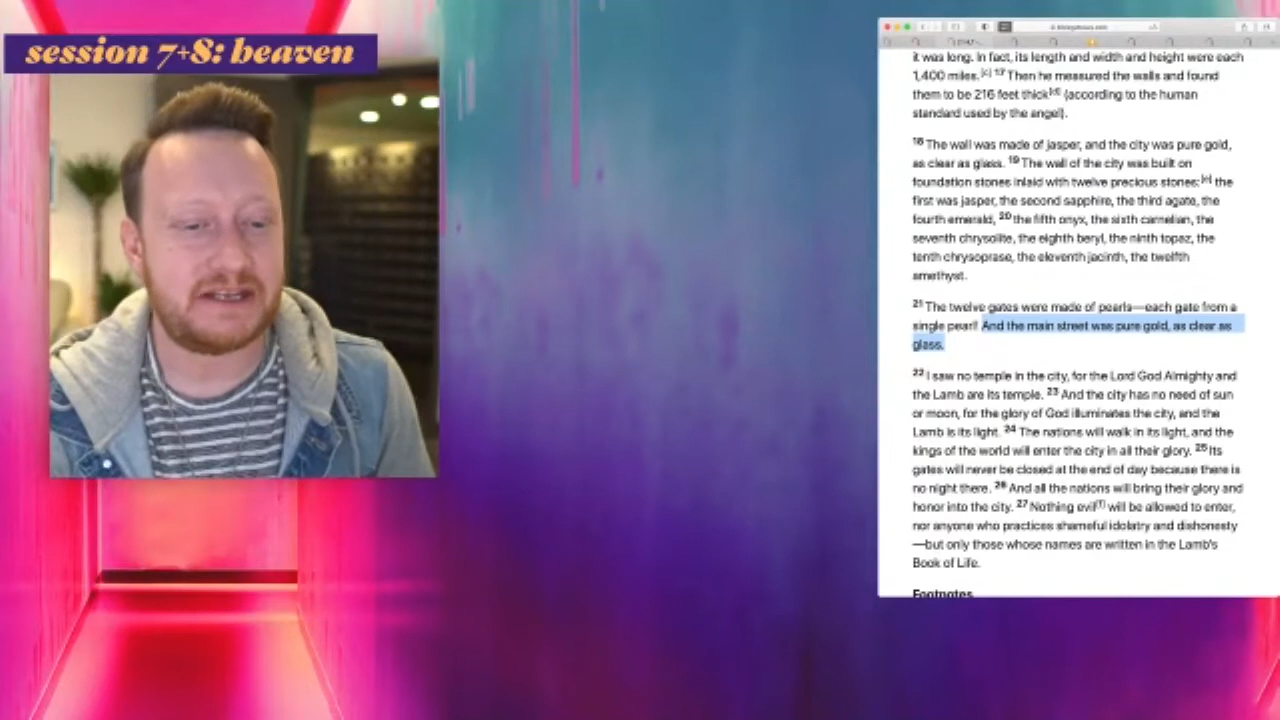 session 7+8: heaven
it was long. In fact, its length and width and height were each
1,400 miles.[c] 17 Then he measured the walls and found
them to be 216 feet thick[d] (according to the human
standard used by the angel).
18 The wall was made of jasper, and the city was pure gold,
as clear as glass. 19 The wall of the city was built on
foundation stones inlaid with twelve precious stones:[e] the
first was jasper, the second sapphire, the third agate, the
fourth emerald, 20 the fifth onyx, the sixth carnelian, the
seventh chrysolite, the eighth beryl, the ninth topaz, the
tenth chrysoprase, the eleventh jacinth, the twelfth
amethyst.
21 The twelve gates were made of pearls—each gate from a
single pearl! And the main street was pure gold, as clear as
glass.
22 I saw no temple in the city, for the Lord God Almighty and
the Lamb are its temple. 23 And the city has no need of sun
or moon, for the glory of God illuminates the city, and the
Lamb is its light. 24 The nations will walk in its light, and the
kings of the world will enter the city in all their glory. 25 Its
gates will never be closed at the end of day because there is
no night there. 26 And all the nations will bring their glory and
honor into the city. 27 Nothing evil[f] will be allowed to enter,
nor anyone who practices shameful idolatry and dishonesty
—but only those whose names are written in the Lamb's
Book of Life.
Footnotes